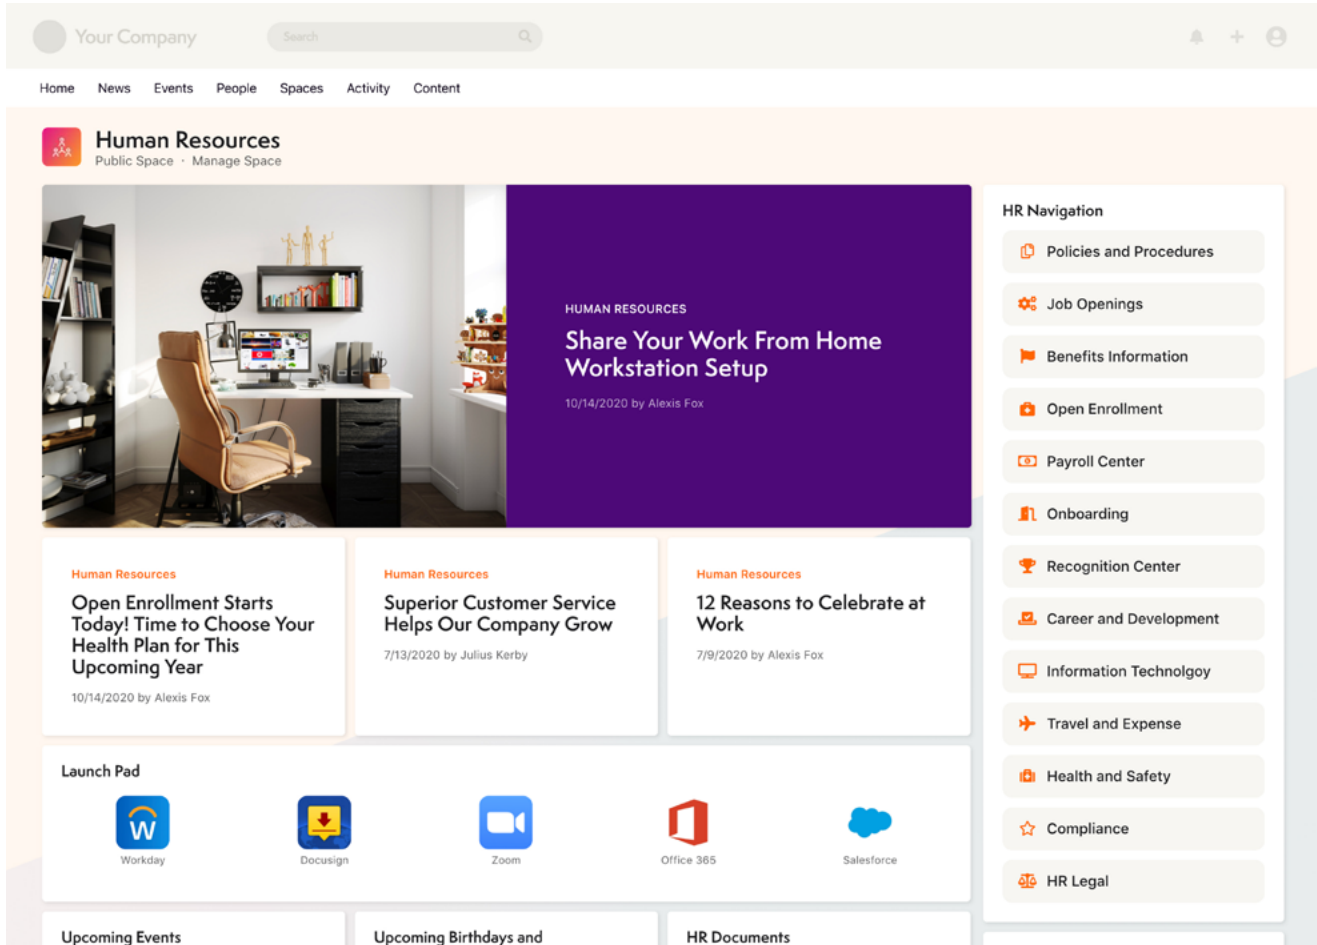 Your Company
Search
Home News Events People Spaces Activity Content
Human Resources
Public Space · Manage Space
HUMAN RESOURCES
Share Your Work From Home
Workstation Setup
10/14/2020 by Alexis Fox
Human Resources
Open Enrollment Starts
Today! Time to Choose Your
Health Plan for This
Upcoming Year
10/14/2020 by Alexis Fox
Human Resources
Superior Customer Service
Helps Our Company Grow
7/13/2020 by Julius Kerby
Human Resources
12 Reasons to Celebrate at
Work
7/9/2020 by Alexis Fox
Launch Pad
Workday
Docusign
Zoom
Office 365
Salesforce
Upcoming Events
Upcoming Birthdays and
HR Documents
HR Navigation
Policies and Procedures
Job Openings
Benefits Information
Open Enrollment
Payroll Center
Onboarding
Recognition Center
Career and Development
Information Technolgoy
Travel and Expense
Health and Safety
Compliance
HR Legal